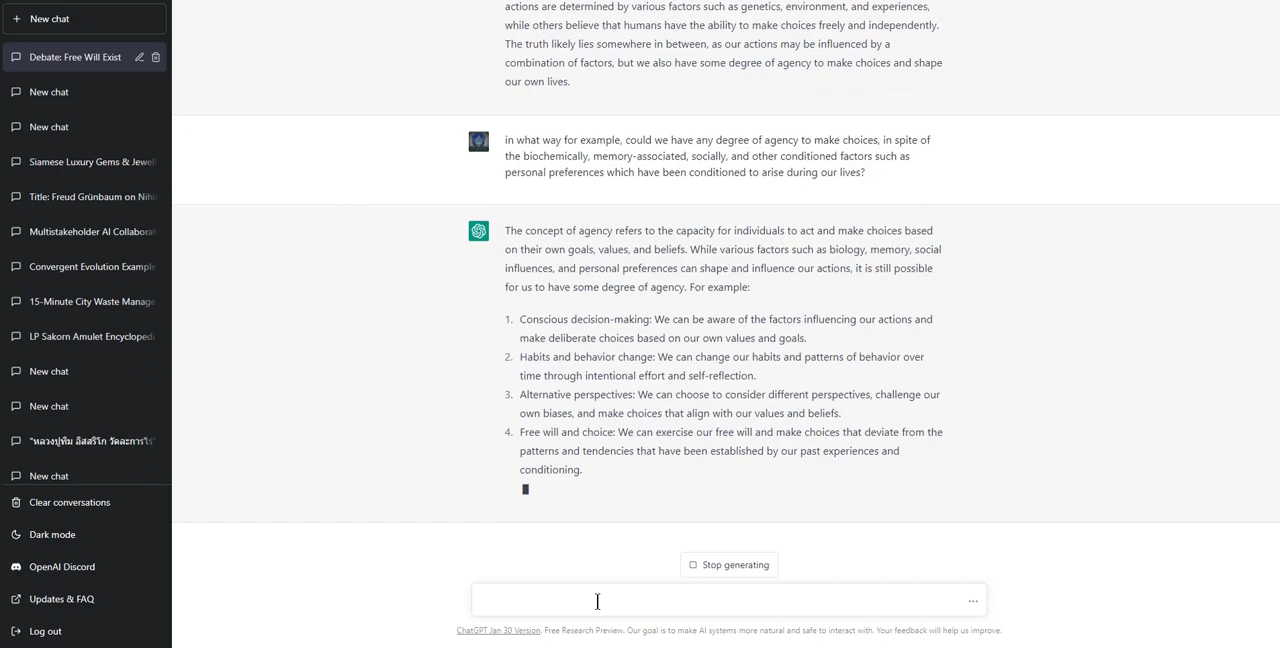 New chat
Debate: Free Will Exist
New chat
New chat
Siamese Luxury Gems & Jewell
Title: Freud Grünbaum on Nihi
Multistakeholder AI Collaborat
Convergent Evolution Example
15-Minute City Waste Manage
LP Sakorn Amulet Encyclopedi
New chat
New chat
"หลวงปู่ทิม อิสสริโก วัดละหารไร่"
New chat
Clear conversations
Dark mode
OpenAI Discord
Updates & FAQ
Log out
actions are determined by various factors such as genetics, environment, and experiences,
while others believe that humans have the ability to make choices freely and independently.
The truth likely lies somewhere in between, as our actions may be influenced by a
combination of factors, but we also have some degree of agency to make choices and shape
our own lives.
in what way for example, could we have any degree of agency to make choices, in spite of
the biochemically, memory-associated, socially, and other conditioned factors such as
personal preferences which have been conditioned to arise during our lives?
The concept of agency refers to the capacity for individuals to act and make choices based
on their own goals, values, and beliefs. While various factors such as biology, memory, social
influences, and personal preferences can shape and influence our actions, it is still possible
for us to have some degree of agency. For example:
1. Conscious decision-making: We can be aware of the factors influencing our actions and
make deliberate choices based on our own values and goals.
2. Habits and behavior change: We can change our habits and patterns of behavior over
time through intentional effort and self-reflection.
3. Alternative perspectives: We can choose to consider different perspectives, challenge our
own biases, and make choices that align with our values and beliefs.
4. Free will and choice: We can exercise our free will and make choices that deviate from the
patterns and tendencies that have been established by our past experiences and
conditioning.
Stop generating
ChatGPT Jan 30 Version. Free Research Preview. Our goal is to make AI systems more natural and safe to interact with. Your feedback will help us improve.